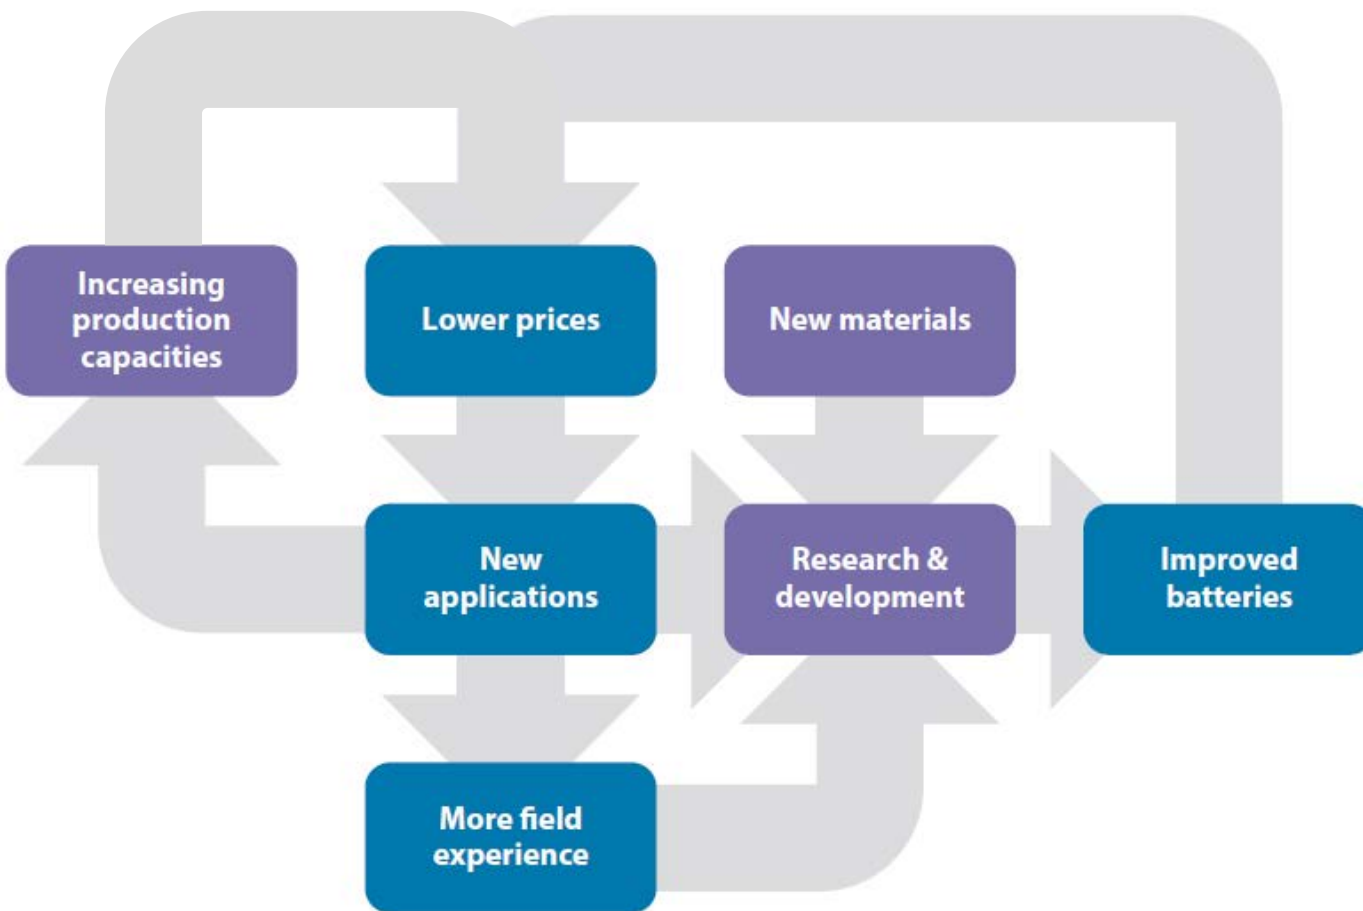 Increasing
production
capacities
Lower prices
New materials
New
applications
Research &
development
Improved
batteries
More field
experience